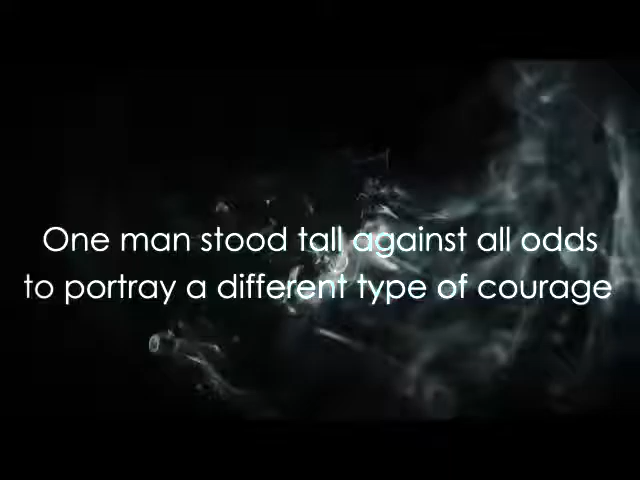 One man stood tall against all odds
to portray a different type of courage